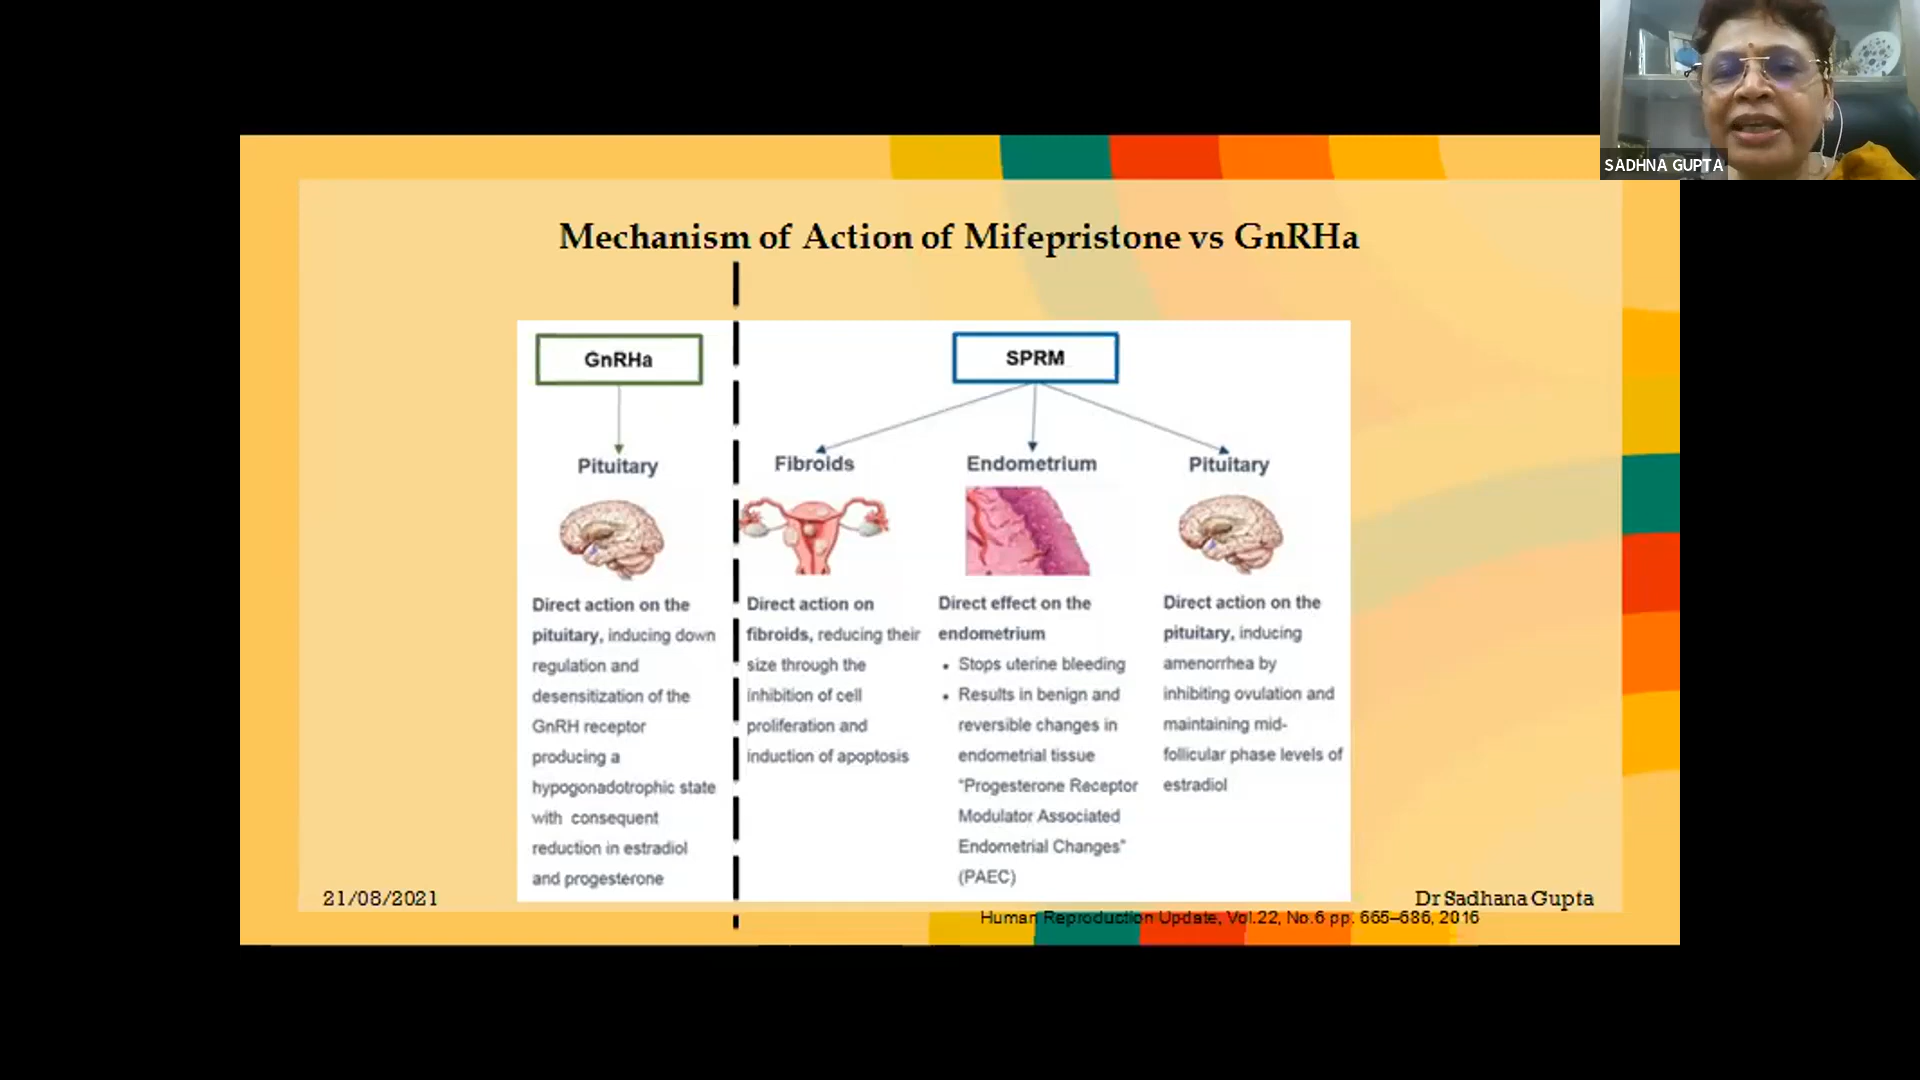 SADHNA GUPTA
Mechanism of Action of Mifepristone vs GnRHa
GnRHa
Pituitary
Direct action on the
pituitary, inducing down
regulation and
desensitization of the
GnRH receptor
producing a
hypogonadotrophic state
with consequent
reduction in estradiol
and progesterone
SPRM
Fibroids
Direct action on
fibroids, reducing their
size through the
inhibition of cell
proliferation and
induction of apoptosis
Endometrium
Direct effect on the
endometrium
• Stops uterine bleeding
• Results in benign and
reversible changes in
endometrial tissue
"Progesterone Receptor
Modulator Associated
Endometrial Changes"
(PAEC)
Pituitary
Direct action on the
pituitary, inducing
amenorrhea by
inhibiting ovulation and
maintaining mid-
follicular phase levels of
estradiol
21/08/2021
Dr Sadhana Gupta
Human Reproduction Update, Vol.22, No.6 pp. 665–686, 2016